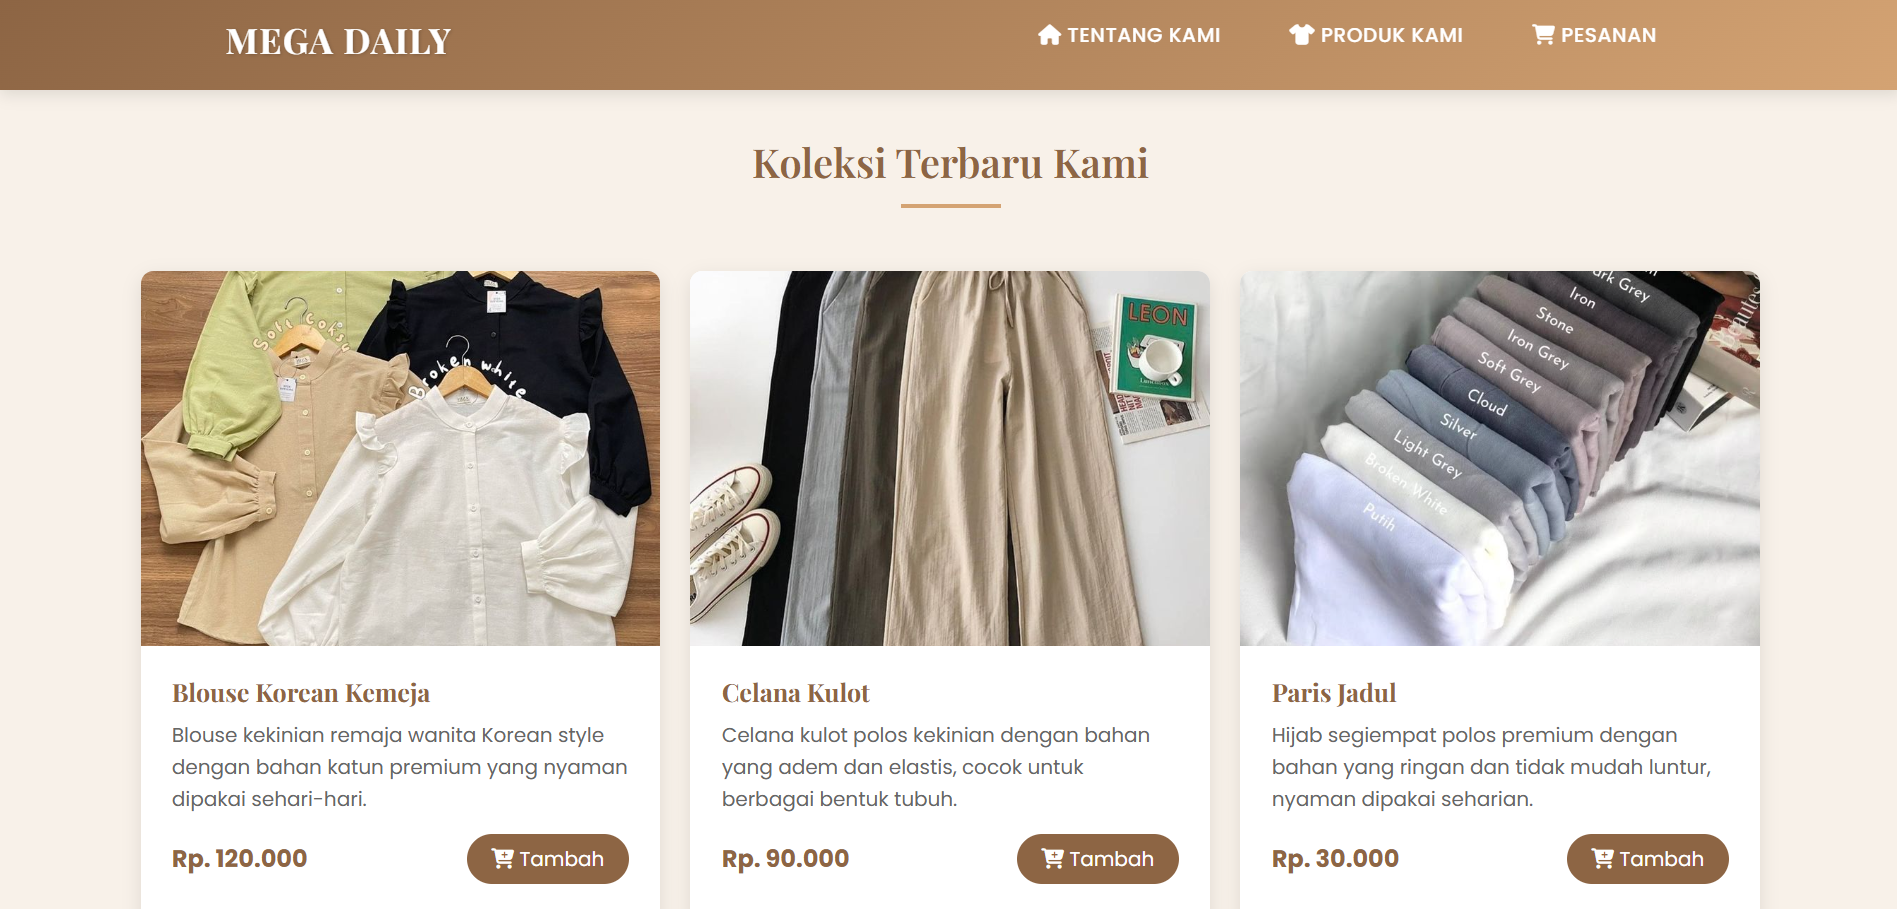 MEGA DAILY
TENTANG KAMI
PRODUK KAMI
PESANAN
Koleksi Terbaru Kami
Soft
Broken white
LEON
ark Grey
Iron
Stone
Iron Grey
Soft Grey
Cloud
Silver
Light Grey
Broken White
Putih
Blouse Korean Kemeja
Blouse kekinian remaja wanita Korean style
dengan bahan katun premium yang nyaman
dipakai sehari-hari.
Rp. 120.000
Tambah
Celana Kulot
Celana kulot polos kekinian dengan bahan
yang adem dan elastis, cocok untuk
berbagai bentuk tubuh.
Rp. 90.000
Tambah
Paris Jadul
Hijab segiempat polos premium dengan
bahan yang ringan dan tidak mudah luntur,
nyaman dipakai seharian.
Rp. 30.000
Tambah